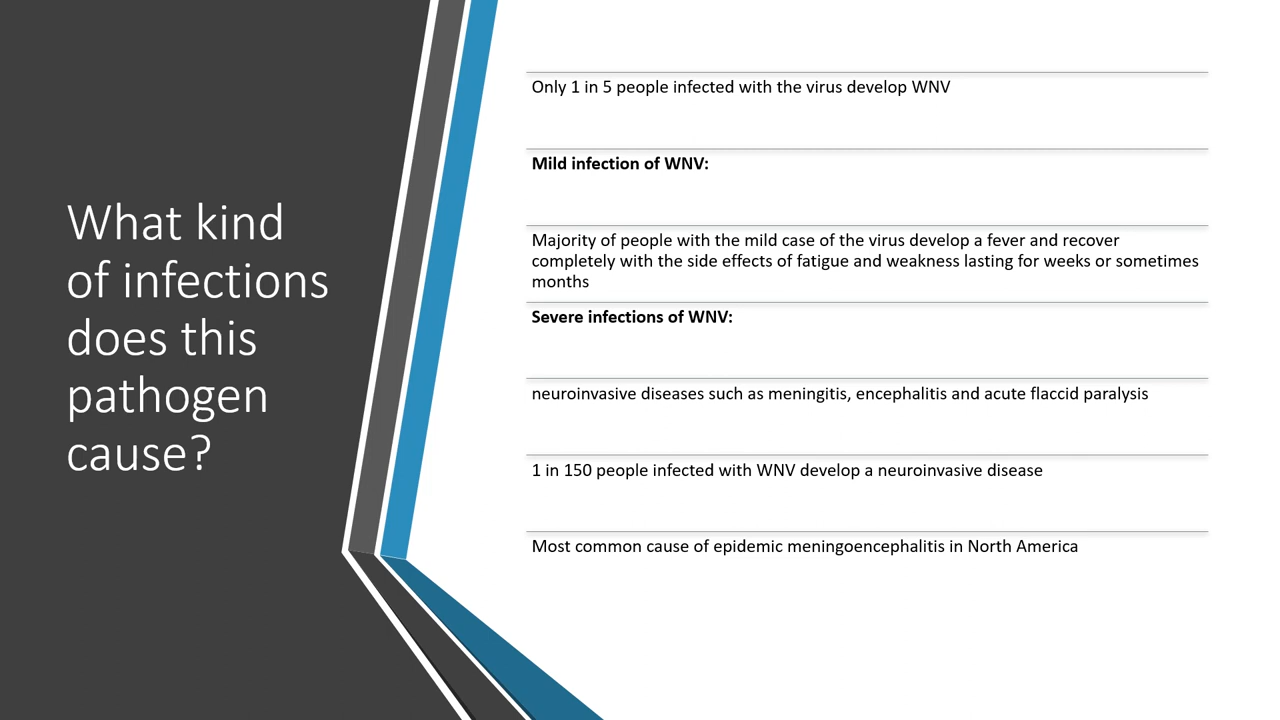 What kind
of infections
does this
pathogen
cause?
Only 1 in 5 people infected with the virus develop WNV
Mild infection of WNV:
Majority of people with the mild case of the virus develop a fever and recover
completely with the side effects of fatigue and weakness lasting for weeks or sometimes
months
Severe infections of WNV:
neuroinvasive diseases such as meningitis, encephalitis and acute flaccid paralysis
1 in 150 people infected with WNV develop a neuroinvasive disease
Most common cause of epidemic meningoencephalitis in North America